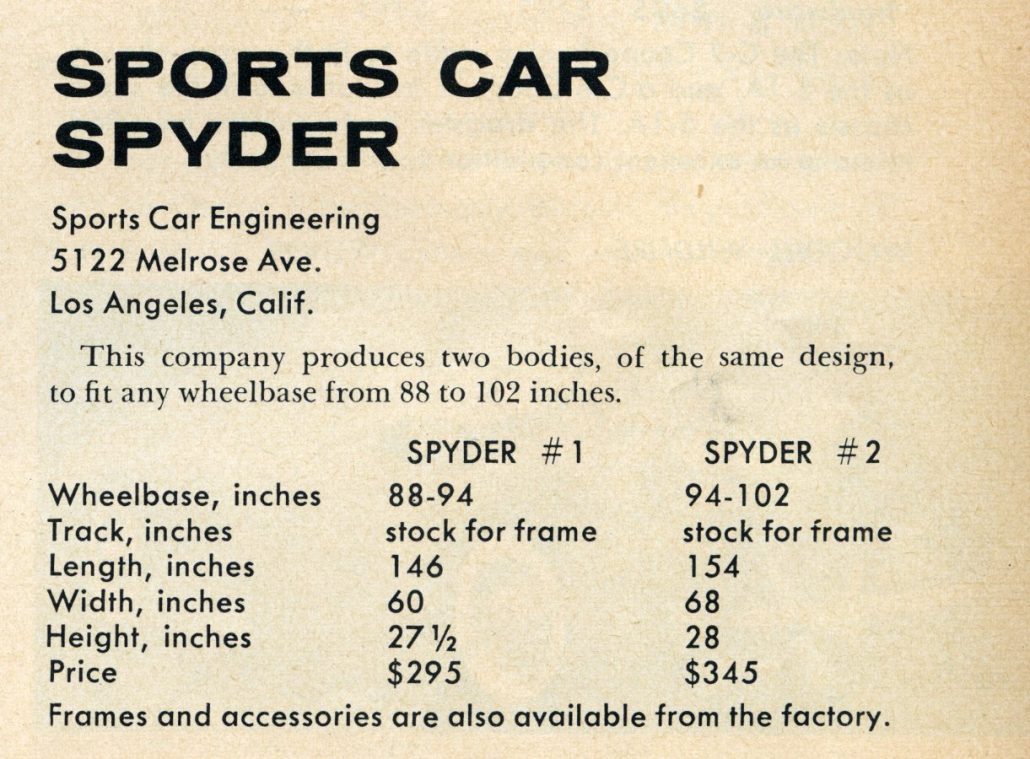 SPORTS CAR
SPYDER
Sports Car Engineering
5122 Melrose Ave.
Los Angeles, Calif.
This company produces two bodies, of the same design,
to fit any wheelbase from 88 to 102 inches.
SPYDER #1 SPYDER #2
Wheelbase, inches 88-94 94-102
Track, inches stock for frame stock for frame
Length, inches 146 154
Width, inches 60 68
Height, inches 27½ 28
Price $295 $345
Frames and accessories are also available from the factory.